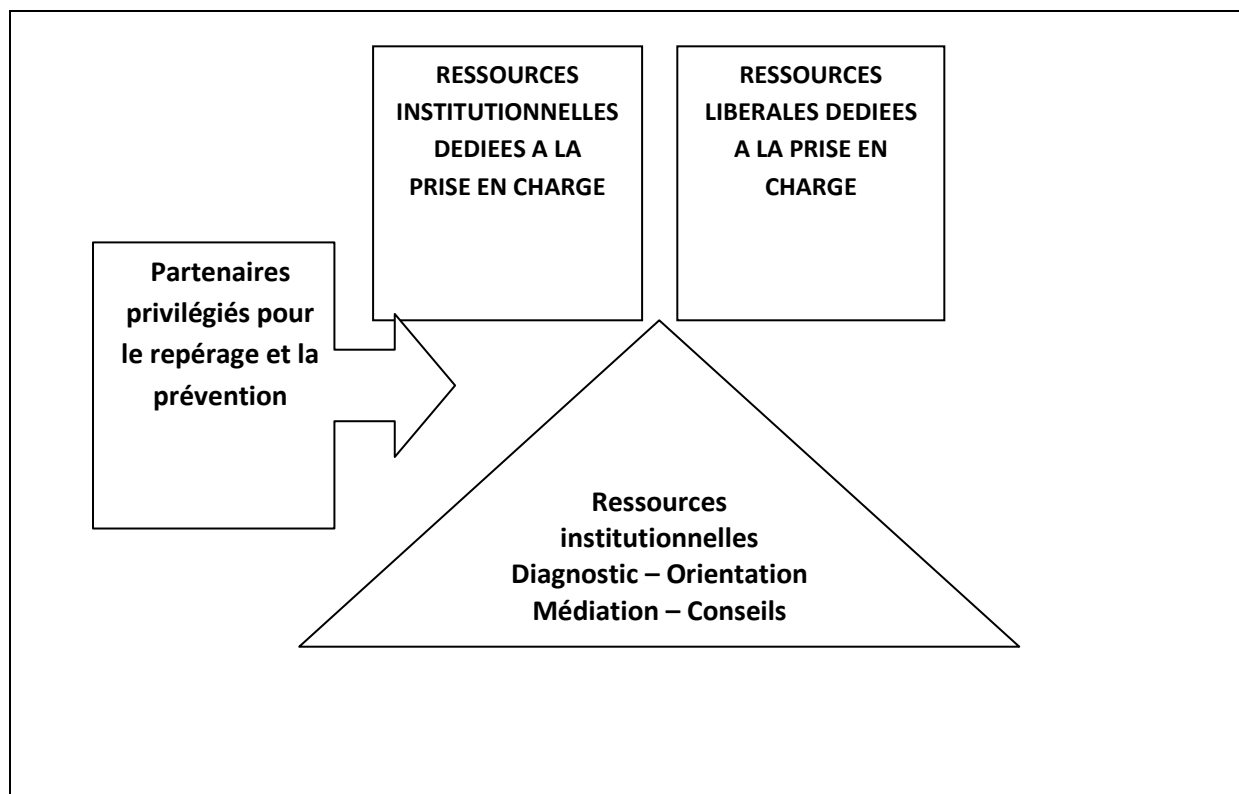 RESSOURCES
INSTITUTIONNELLES
DEDIEES A LA
PRISE EN CHARGE
RESSOURCES
LIBERALES DEDIEES
A LA PRISE EN
CHARGE
Partenaires
privilégiés pour
le repérage et la
prévention
Ressources
institutionnelles
Diagnostic – Orientation
Médiation – Conseils